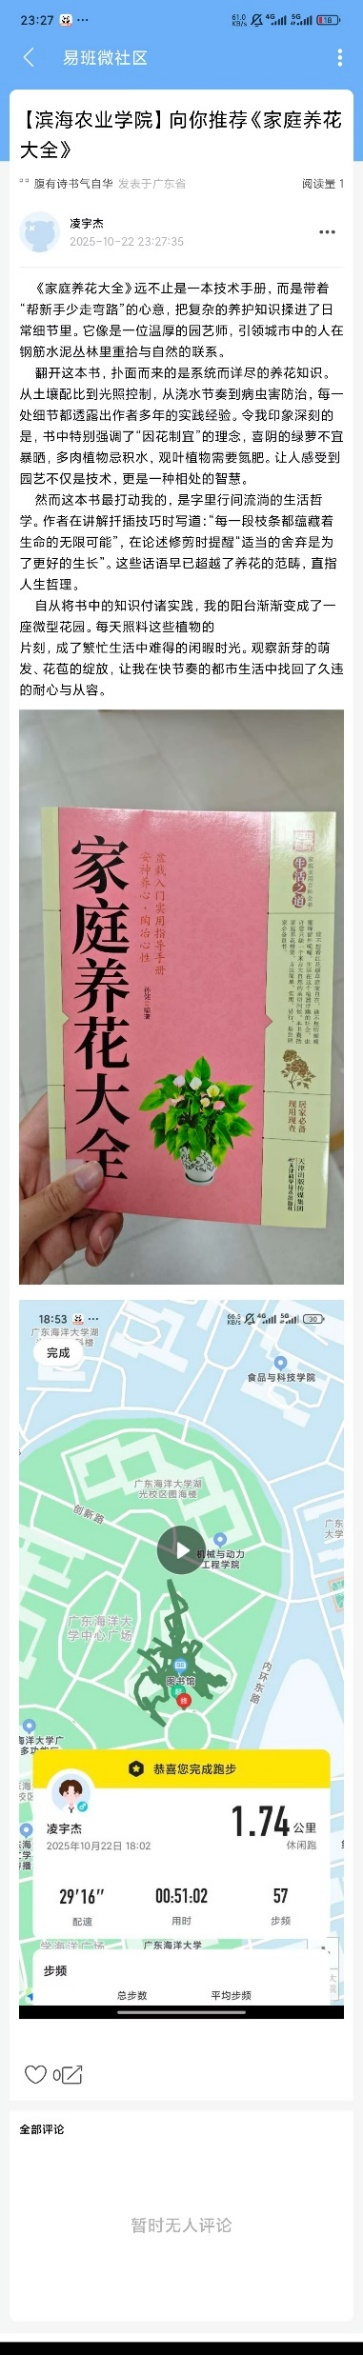 23:27
61.0
KB/s
4G
5G
18
易班微社区
【滨海农业学院】向你推荐《家庭养花
大全》
腹有诗书气自华 发表于广东省
阅读量 1
凌宇杰
2025-10-22 23:27:35
《家庭养花大全》远不止是一本技术手册，而是带着
“帮新手少走弯路”的心意，把复杂的养护知识揉进了日
常细节里。它像是一位温厚的园艺师，引领城市中的人在
钢筋水泥丛林里重拾与自然的联系。
翻开这本书，扑面而来的是系统而详尽的养花知识。
从土壤配比到光照控制，从浇水节奏到病虫害防治，每一
处细节都透露出作者多年的实践经验。令我印象深刻的
是，书中特别强调了“因花制宜”的理念，喜阴的绿萝不宜
暴晒，多肉植物忌积水，观叶植物需要氮肥。让人感受到
园艺不仅是技术，更是一种相处的智慧。
然而这本书最打动我的，是字里行间流淌的生活哲
学。作者在讲解扦插技巧时写道：“每一段枝条都蕴藏着
生命的无限可能”，在论述修剪时提醒“适当的舍弃是为
了更好的生长”。这些话语早已超越了养花的范畴，直指
人生哲理。
自从将书中的知识付诸实践，我的阳台渐渐变成了一
座微型花园。每天照料这些植物的
片刻，成了繁忙生活中难得的闲暇时光。观察新芽的萌
发、花苞的绽放，让我在快节奏的都市生活中找回了久违
的耐心与从容。
家庭养花大全
盆栽入门实用指导手册
安神养心，陶冶心性
编著
生活之道
居家必备
现用现查
天津出版传媒集团
18:53
4G
5G
30
广东海洋大学湖
完成
食品与科技学院
广东海洋大学湖
光校区图海楼
创新路
机械与动力
工程学院
广东海洋大
学中心广场
图书馆
内环东路
海洋大学广
恭喜您完成跑步
凌宇杰
2025年10月22日 18:02
1.74 公里
休闲跑
29'16''
00:51:02
57
配速
用时
步频
广东海洋大学
步频
总步数
平均步频
0
全部评论
暂时无人评论